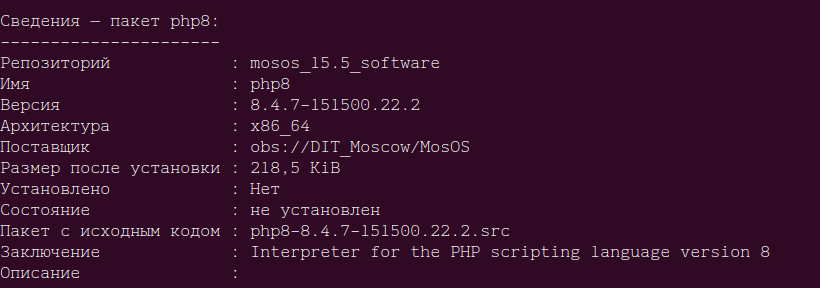 Сведения — пакет php8:
----------------------
Репозиторий : mosos_15.5_software
Имя : php8
Версия : 8.4.7-151500.22.2
Архитектура : x86_64
Поставщик : obs://DIT_Moscow/MosOS
Размер после установки : 218,5 KiB
Установлено : Нет
Состояние : не установлен
Пакет с исходным кодом : php8-8.4.7-151500.22.2.src
Заключение : Interpreter for the PHP scripting language version 8
Описание :